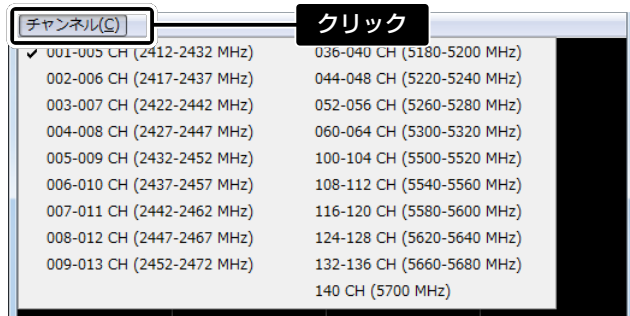 チャンネル(C)
クリック
✔ 001-005 CH (2412-2432 MHz)
002-006 CH (2417-2437 MHz)
003-007 CH (2422-2442 MHz)
004-008 CH (2427-2447 MHz)
005-009 CH (2432-2452 MHz)
006-010 CH (2437-2457 MHz)
007-011 CH (2442-2462 MHz)
008-012 CH (2447-2467 MHz)
009-013 CH (2452-2472 MHz)
036-040 CH (5180-5200 MHz)
044-048 CH (5220-5240 MHz)
052-056 CH (5260-5280 MHz)
060-064 CH (5300-5320 MHz)
100-104 CH (5500-5520 MHz)
108-112 CH (5540-5560 MHz)
116-120 CH (5580-5600 MHz)
124-128 CH (5620-5640 MHz)
132-136 CH (5660-5680 MHz)
140 CH (5700 MHz)